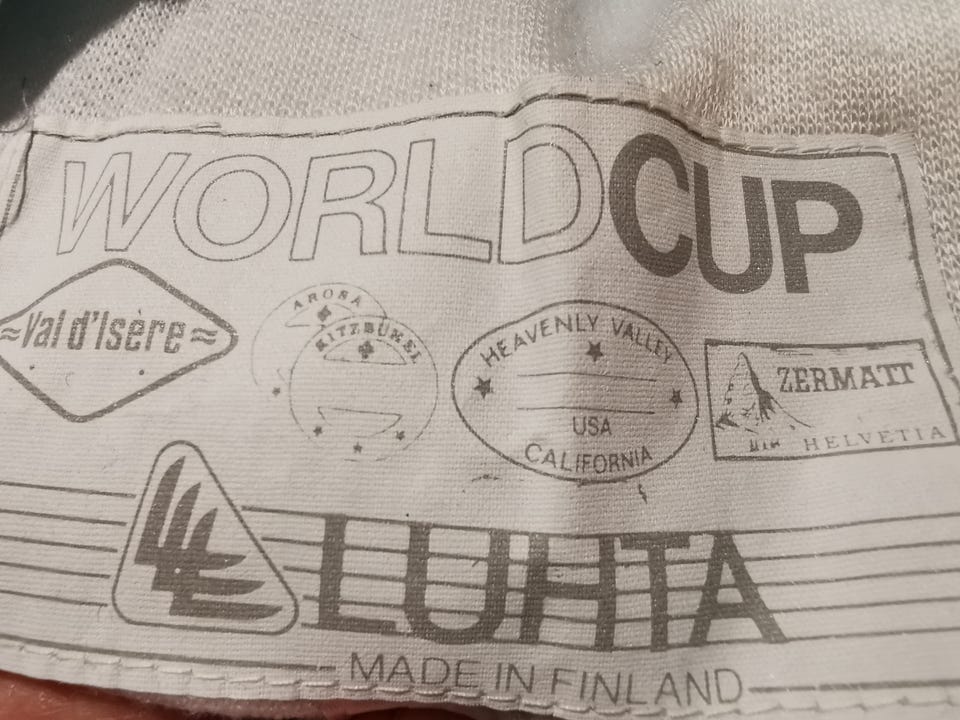 WORLDCUP
≈Val d'Isère≈
AROSA
KITZBÜHEL
HEAVENLY VALLEY
USA
CALIFORNIA
ZERMATT
HELVETIA
LUHTA
MADE IN FINLAND